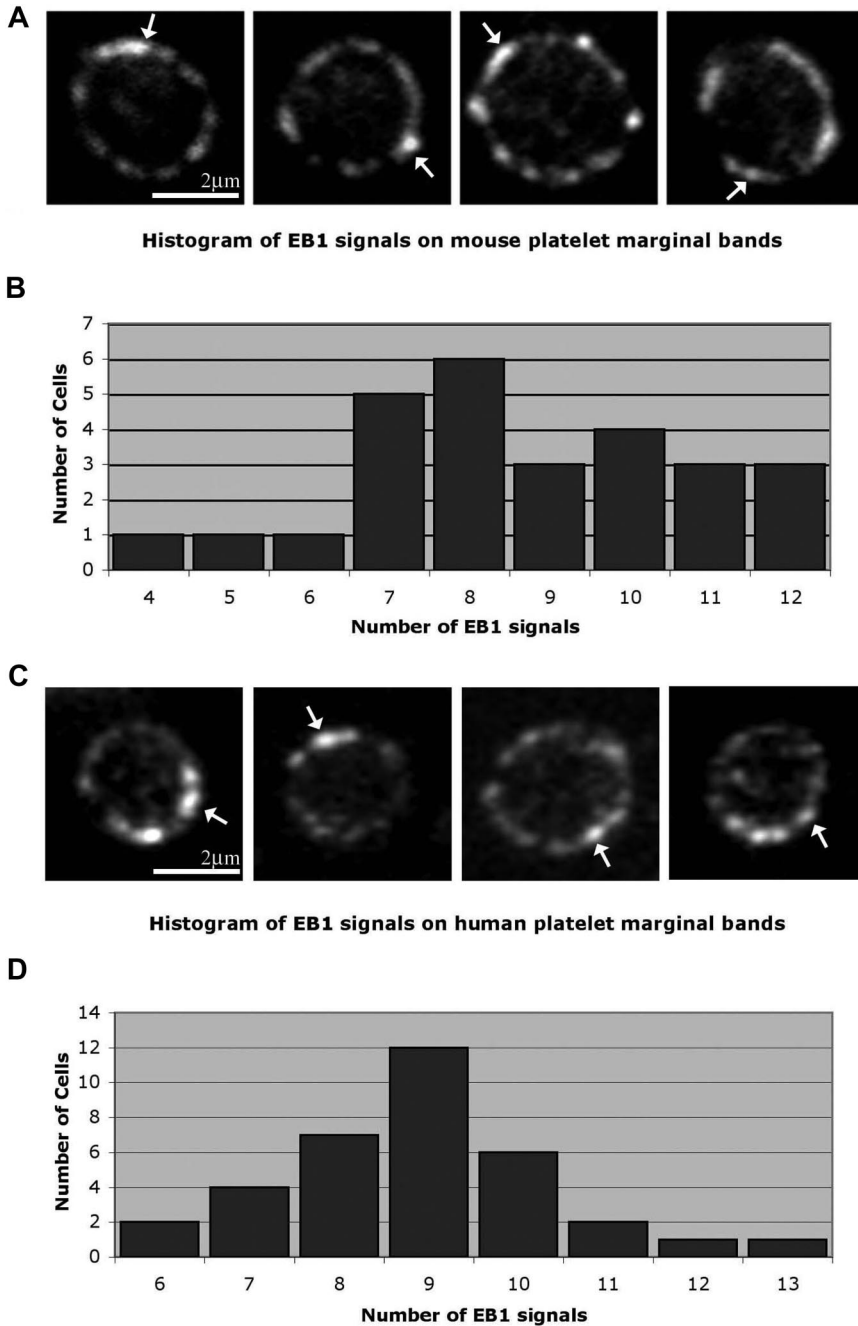 A
2μm
Histogram of EB1 signals on mouse platelet marginal bands
B
7
6
5
4
3
2
1
0
Number of Cells
4 5 6 7 8 9 10 11 12
Number of EB1 signals
C
2μm
Histogram of EB1 signals on human platelet marginal bands
D
14
12
10
8
6
4
2
0
Number of Cells
6 7 8 9 10 11 12 13
Number of EB1 signals